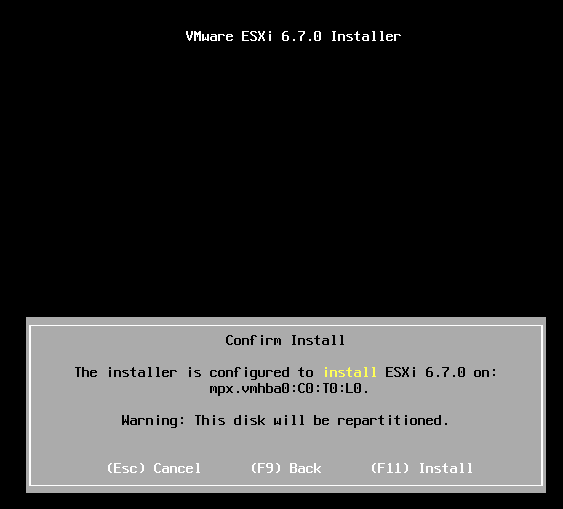 VMware ESXi 6.7.0 Installer
Confirm Install
The installer is configured to install ESXi 6.7.0 on:
mpx.vmhba0:C0:T0:L0.
Warning: This disk will be repartitioned.
(Esc) Cancel (F9) Back (F11) Install